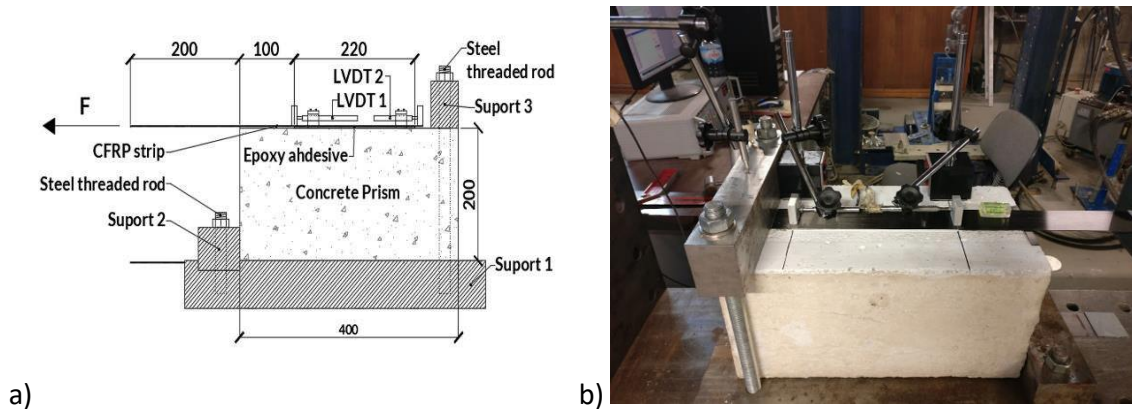 200 100 220
Steel
threaded rod
LVDT 2
LVDT 1
Suport 3
F
CFRP strip
Epoxy ahdesive
Steel threaded rod
Concrete Prism
200
Suport 2
Suport 1
400
a)
b)